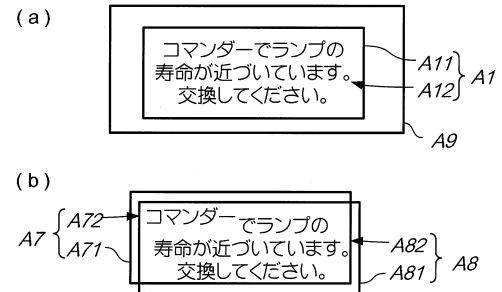 (a)
コマンダーでランプの
寿命が近づいています。
交換してください。
A11
A12
A1
A9
(b)
A72
A7
A71
コマンダーでランプの
寿命が近づいています。
交換してください。
A82
A81
A8